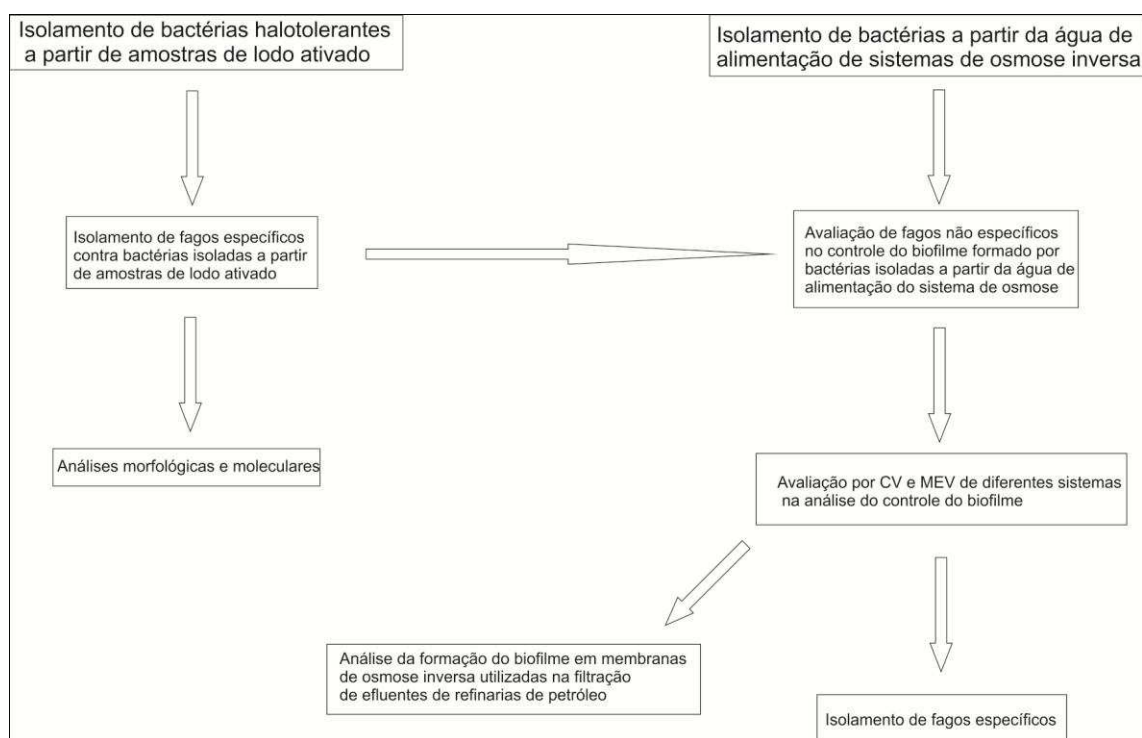 Isolamento de bactérias halotolerantes
a partir de amostras de lodo ativado
Isolamento de bactérias a partir da água de
alimentação de sistemas de osmose inversa
Isolamento de fagos específicos
contra bactérias isoladas a partir
de amostras de lodo ativado
Avaliação de fagos não específicos
no controle do biofilme formado por
bactérias isoladas a partir da água de
alimentação do sistema de osmose
Análises morfológicas e moleculares
Avaliação por CV e MEV de diferentes sistemas
na análise do controle do biofilme
Análise da formação do biofilme em membranas
de osmose inversa utilizadas na filtração
de efluentes de refinarias de petróleo
Isolamento de fagos específicos